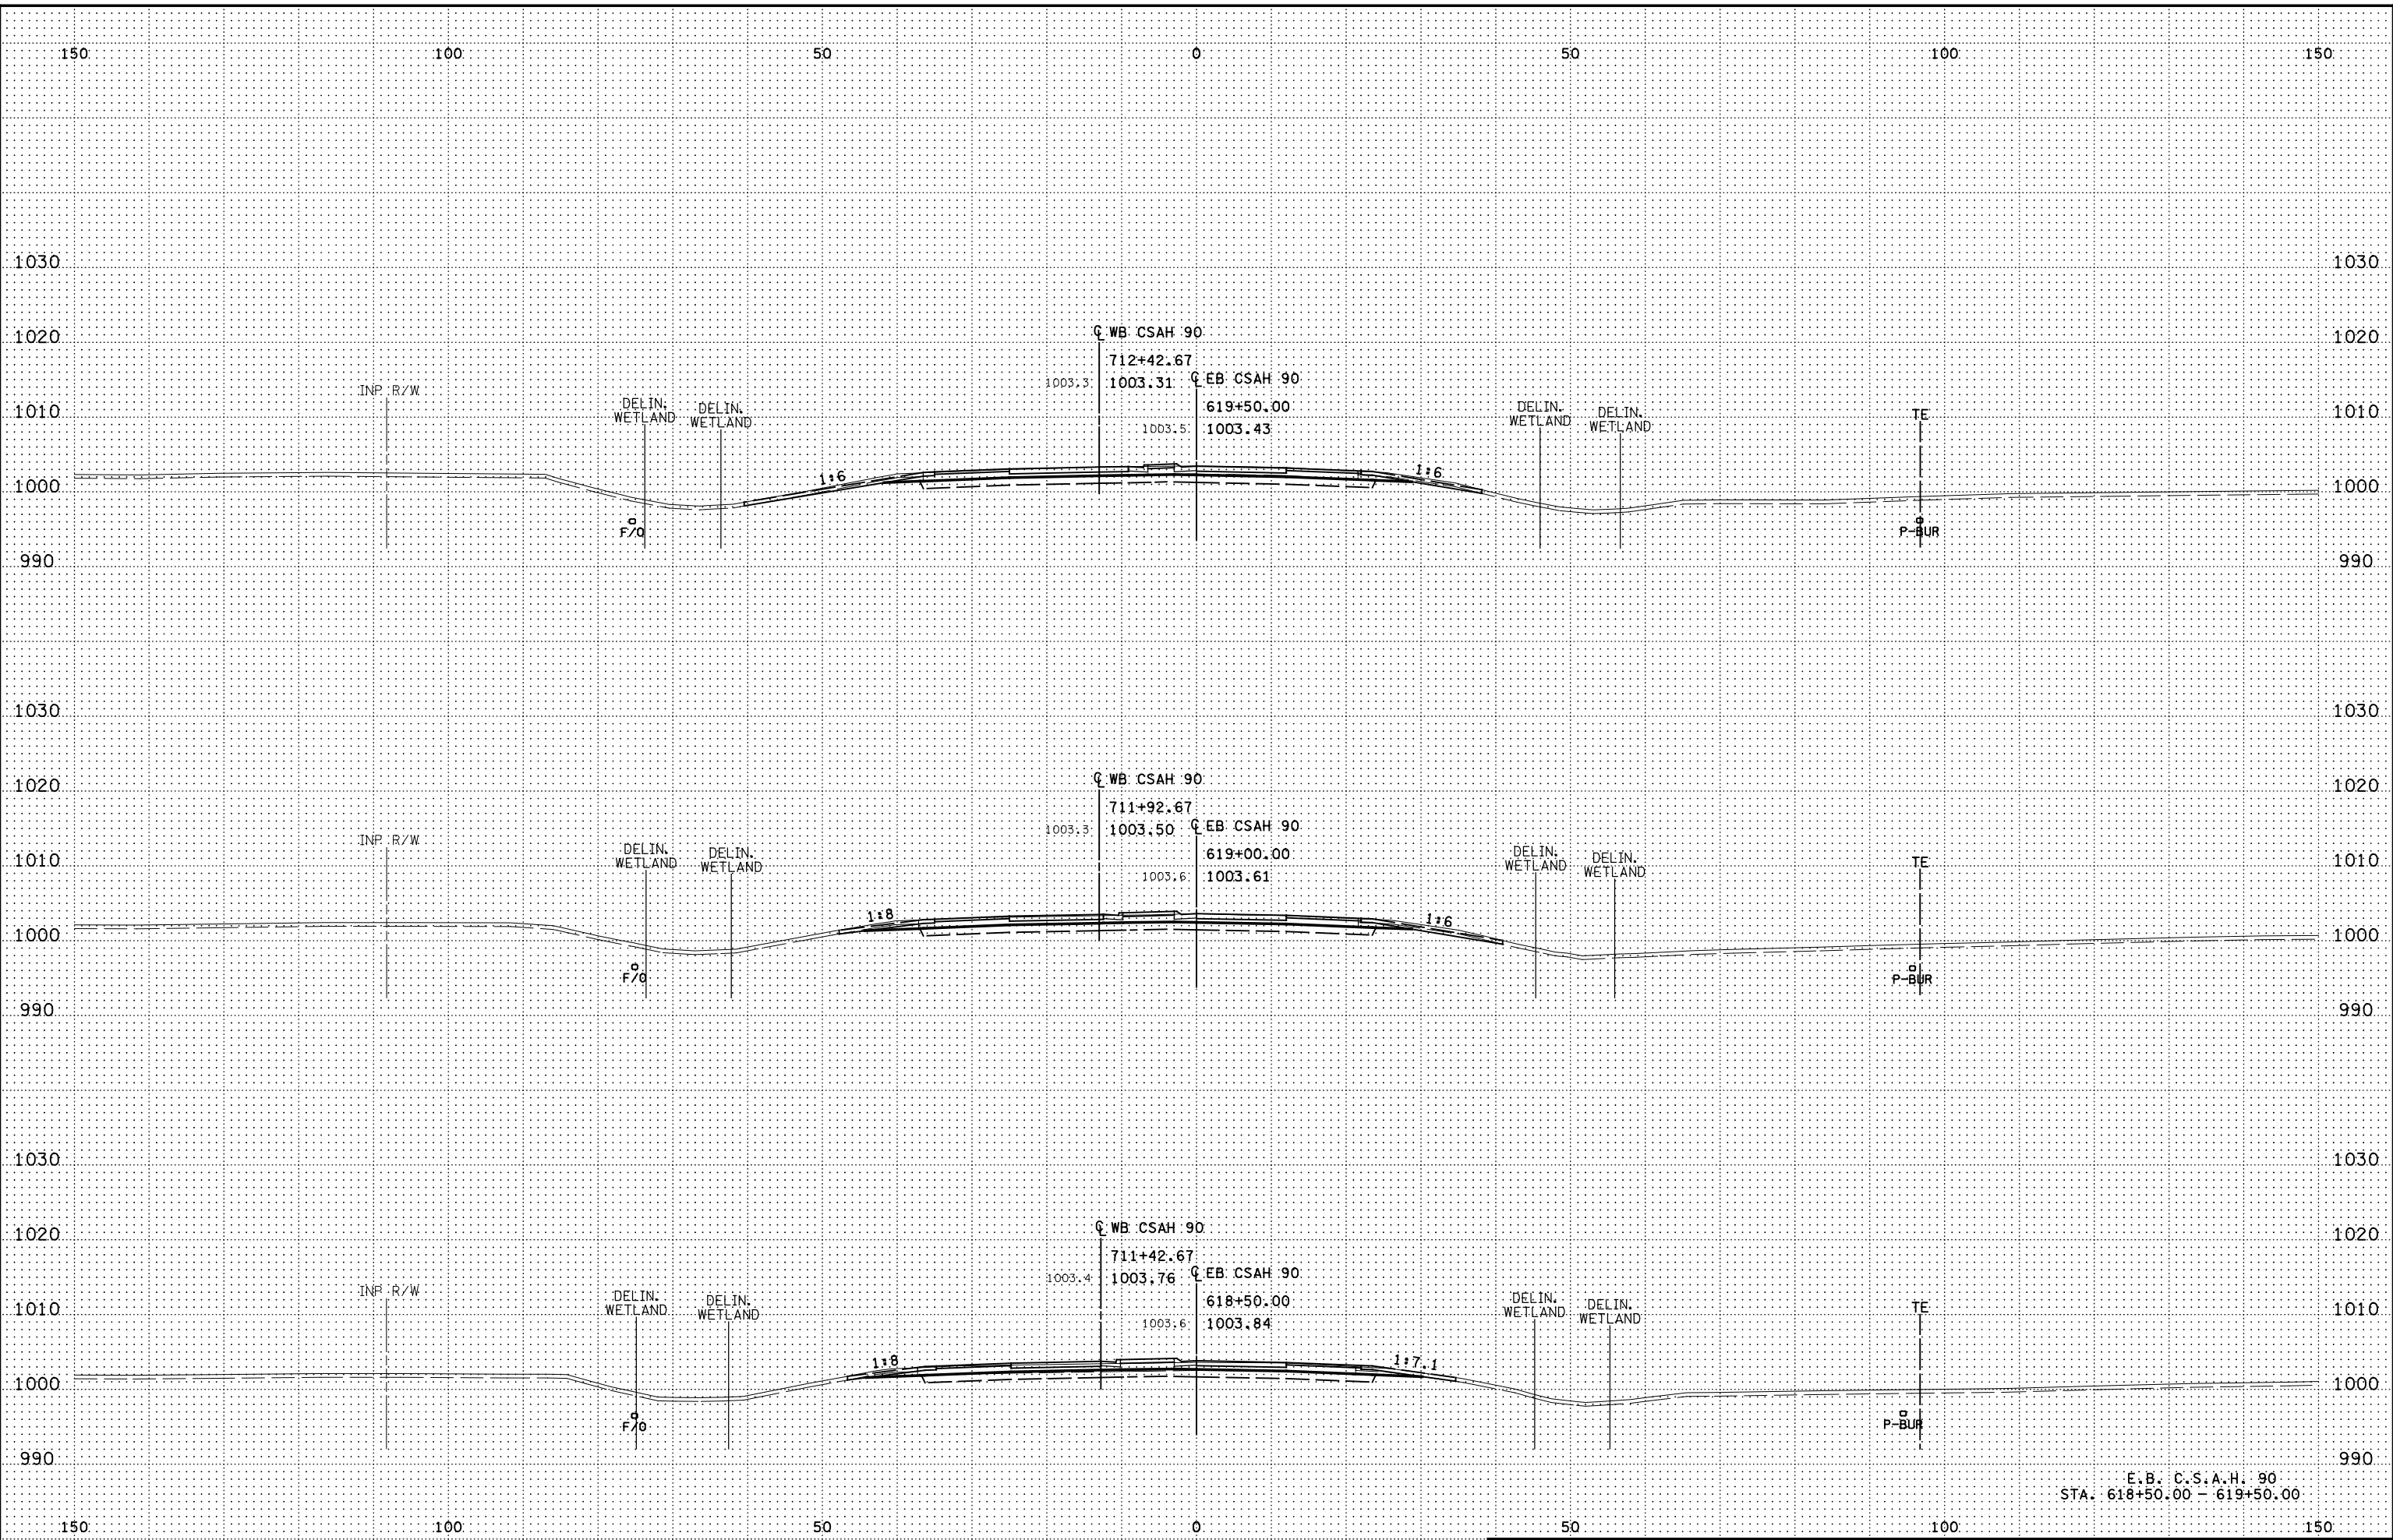 150 100 50 0 50 100 150
1030 1030
1020 1020
℄ WB CSAH 90
712+42.67
1003.3 1003.31
℄ EB CSAH 90
619+50.00
1003.5 1003.43
INP R/W
DELIN.
WETLAND
DELIN.
WETLAND
DELIN.
WETLAND
DELIN.
WETLAND
TE
1010 1010
1:6 1:6
1000 1000
F/O
P-BUR
990 990
1030 1030
1020 1020
℄ WB CSAH 90
711+92.67
1003.3 1003.50
℄ EB CSAH 90
619+00.00
1003.6 1003.61
INP R/W
DELIN.
WETLAND
DELIN.
WETLAND
DELIN.
WETLAND
DELIN.
WETLAND
TE
1010 1010
1:8 1:6
1000 1000
F/O
P-BUR
990 990
1030 1030
1020 1020
℄ WB CSAH 90
711+42.67
1003.4 1003.76
℄ EB CSAH 90
618+50.00
1003.6 1003.84
INP R/W
DELIN.
WETLAND
DELIN.
WETLAND
DELIN.
WETLAND
DELIN.
WETLAND
TE
1010 1010
1:8 1:7.1
1000 1000
F/O
P-BUR
990 990
E.B. C.S.A.H. 90
STA. 618+50.00 - 619+50.00
150 100 50 0 50 100 150